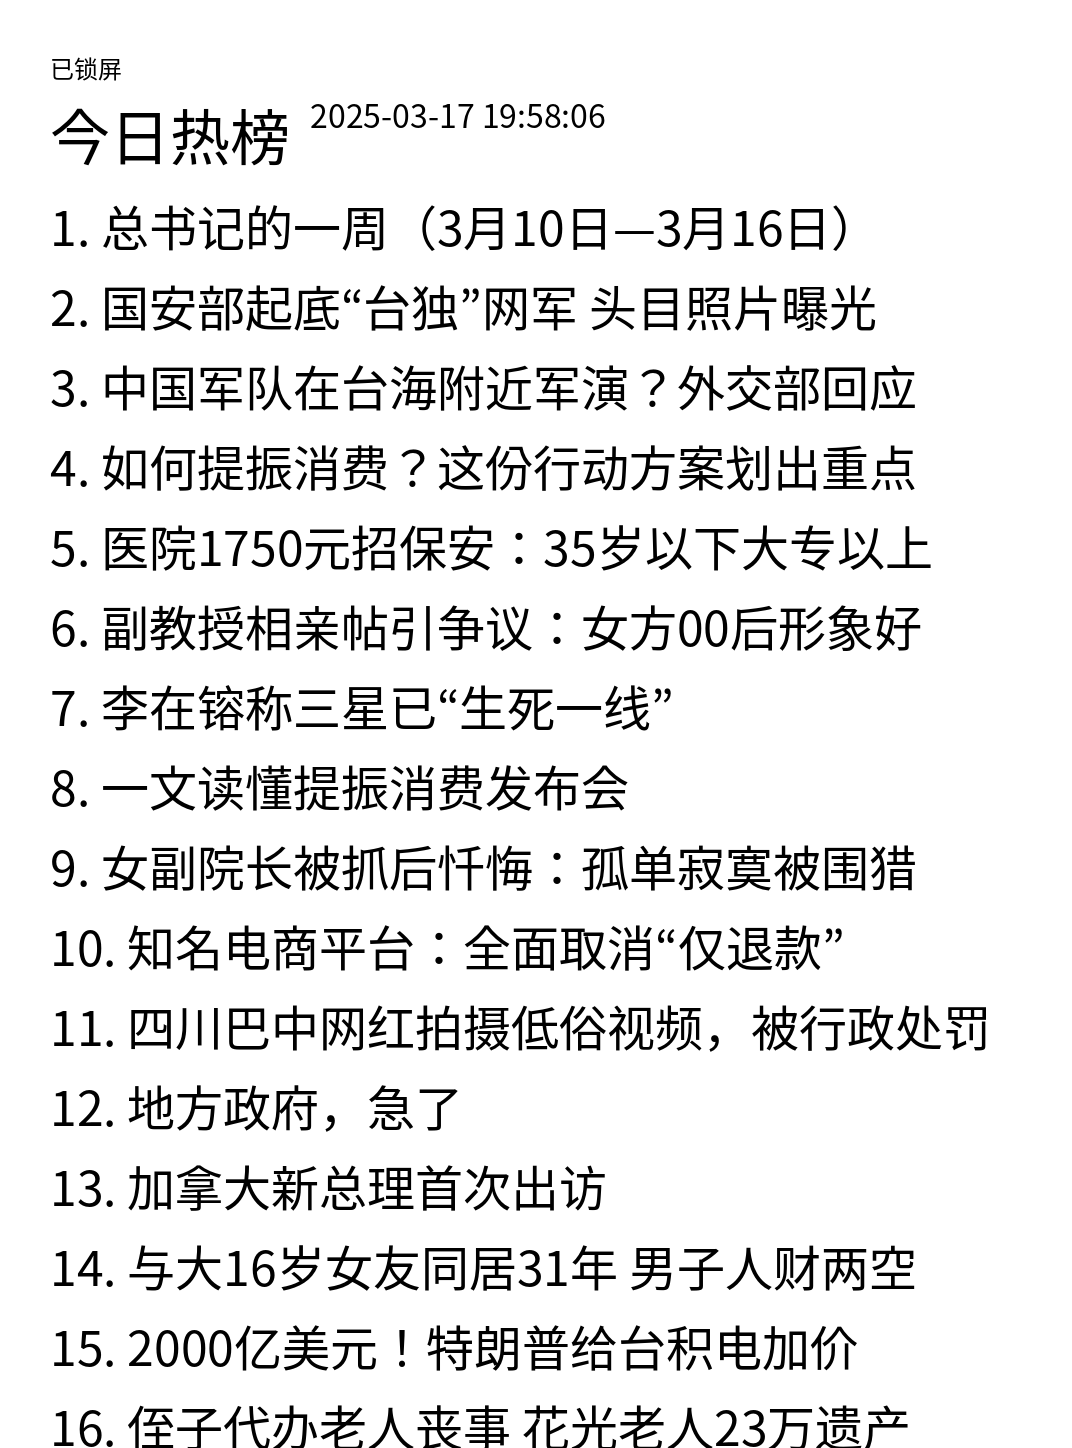 已锁屏
今日热榜 2025-03-17 19:58:06
1. 总书记的一周（3月10日—3月16日）
2. 国安部起底“台独”网军 头目照片曝光
3. 中国军队在台海附近军演？外交部回应
4. 如何提振消费？这份行动方案划出重点
5. 医院1750元招保安：35岁以下大专以上
6. 副教授相亲帖引争议：女方00后形象好
7. 李在镕称三星已“生死一线”
8. 一文读懂提振消费发布会
9. 女副院长被抓后忏悔：孤单寂寞被围猎
10. 知名电商平台：全面取消“仅退款”
11. 四川巴中网红拍摄低俗视频，被行政处罚
12. 地方政府，急了
13. 加拿大新总理首次出访
14. 与大16岁女友同居31年 男子人财两空
15. 2000亿美元！特朗普给台积电加价
16. 侄子代办老人丧事 花光老人23万遗产